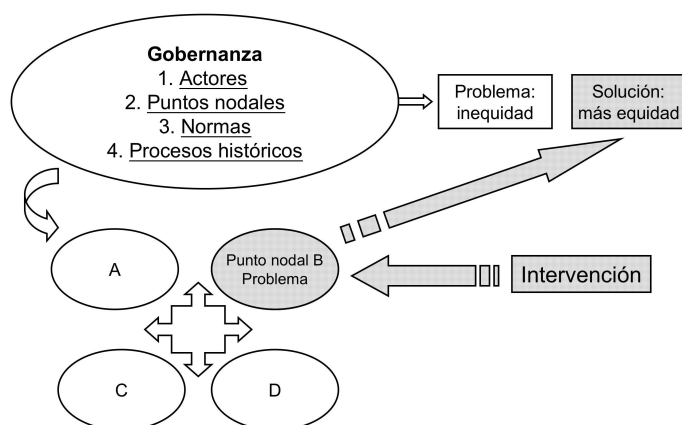 Gobernanza
1. Actores
2. Puntos nodales
3. Normas
4. Procesos históricos
Problema:
inequidad
Solución:
más equidad
A
Punto nodal B
Problema
Intervención
C
D